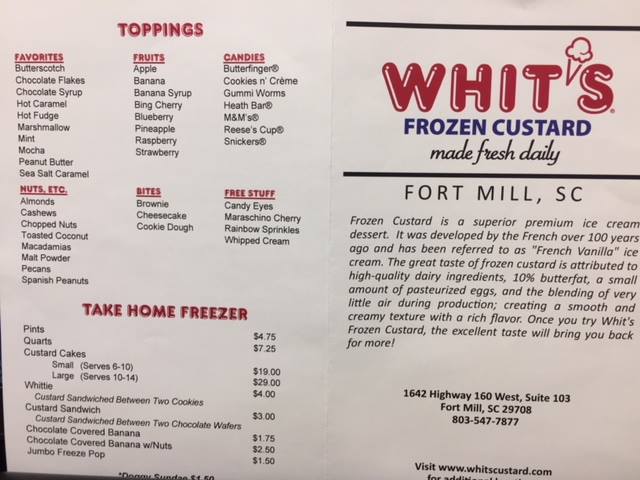 TOPPINGS
FAVORITES
Butterscotch
Chocolate Flakes
Chocolate Syrup
Hot Caramel
Hot Fudge
Marshmallow
Mint
Mocha
Peanut Butter
Sea Salt Caramel
FRUITS
Apple
Banana
Banana Syrup
Bing Cherry
Blueberry
Pineapple
Raspberry
Strawberry
CANDIES
Butterfinger®
Cookies n' Crème
Gummi Worms
Heath Bar®
M&M's®
Reese's Cup®
Snickers®
NUTS, ETC.
Almonds
Cashews
Chopped Nuts
Toasted Coconut
Macadamias
Malt Powder
Pecans
Spanish Peanuts
BITES
Brownie
Cheesecake
Cookie Dough
FREE STUFF
Candy Eyes
Maraschino Cherry
Rainbow Sprinkles
Whipped Cream
TAKE HOME FREEZER
Pints $4.75
Quarts $7.25
Custard Cakes
Small (Serves 6-10) $19.00
Large (Serves 10-14) $29.00
Whittie $4.00
Custard Sandwiched Between Two Cookies
Custard Sandwich $3.00
Custard Sandwiched Between Two Chocolate Wafers
Chocolate Covered Banana $1.75
Chocolate Covered Banana w/Nuts $2.50
Jumbo Freeze Pop $1.50
*Doggy Sundae $1.50
WHIT'S®
FROZEN CUSTARD
made fresh daily
FORT MILL, SC
Frozen Custard is a superior premium ice cream
dessert. It was developed by the French over 100 years
ago and has been referred to as "French Vanilla" ice
cream. The great taste of frozen custard is attributed to
high-quality dairy ingredients, 10% butterfat, a small
amount of pasteurized eggs, and the blending of very
little air during production; creating a smooth and
creamy texture with a rich flavor. Once you try Whit's
Frozen Custard, the excellent taste will bring you back
for more!
1642 Highway 160 West, Suite 103
Fort Mill, SC 29708
803-547-7877
Visit www.whitscustard.com
for additional